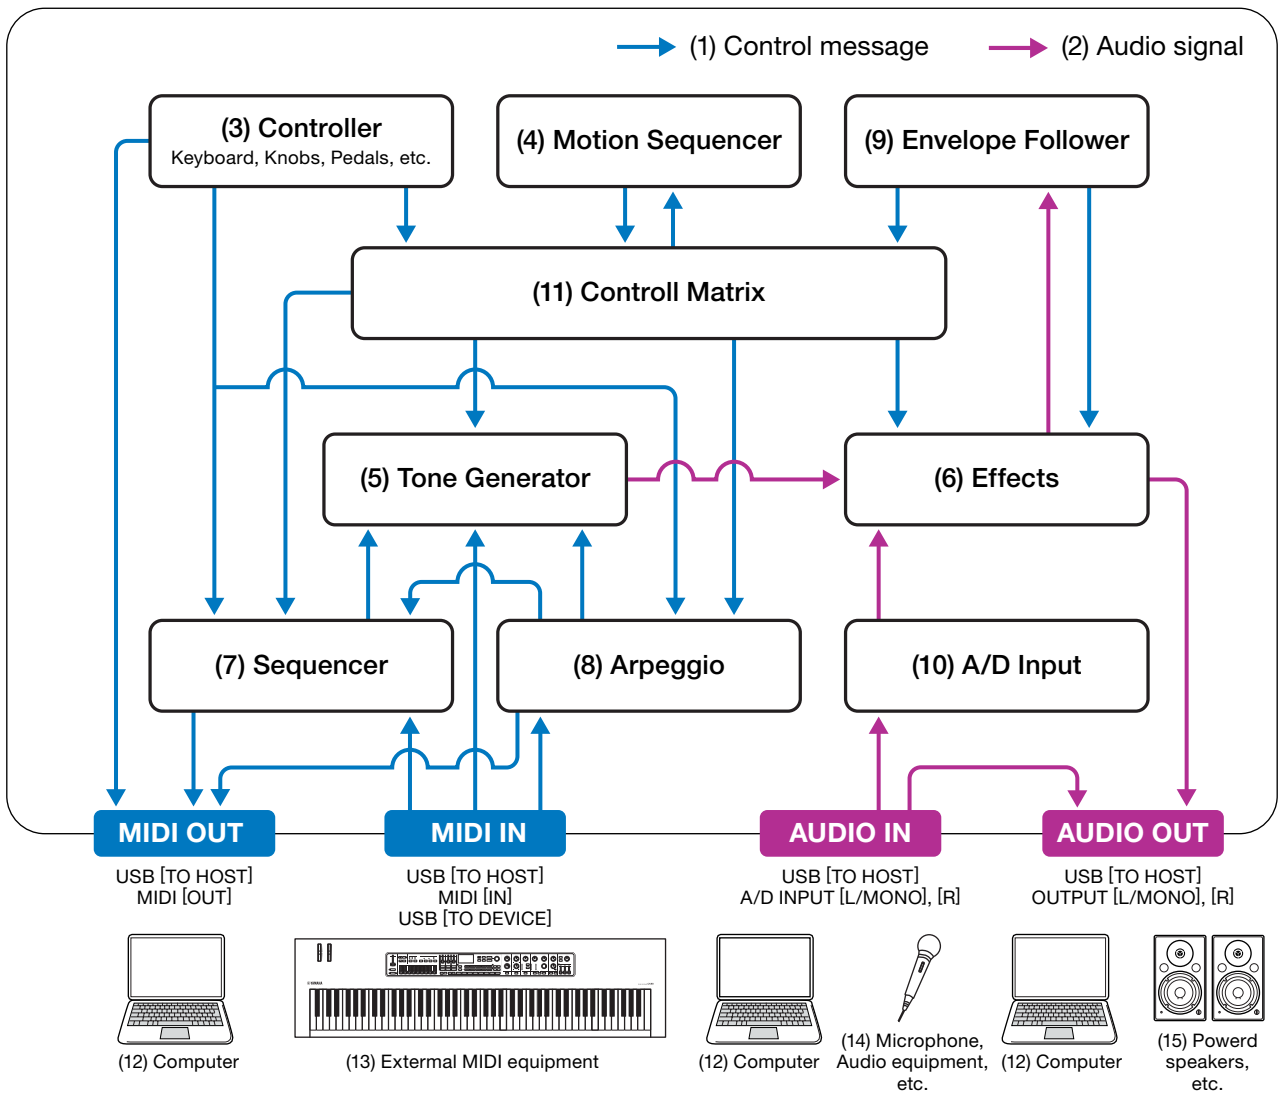 (1) Control message
(2) Audio signal
(3) Controller
Keyboard, Knobs, Pedals, etc.
(4) Motion Sequencer
(9) Envelope Follower
(11) Controll Matrix
(5) Tone Generator
(6) Effects
(7) Sequencer
(8) Arpeggio
(10) A/D Input
MIDI OUT
MIDI IN
AUDIO IN
AUDIO OUT
USB [TO HOST]
MIDI [OUT]
USB [TO HOST]
MIDI [IN]
USB [TO DEVICE]
USB [TO HOST]
A/D INPUT [L/MONO], [R]
USB [TO HOST]
OUTPUT [L/MONO], [R]
(12) Computer
(13) Extermal MIDI equipment
(12) Computer
(14) Microphone,
Audio equipment,
etc.
(12) Computer
(15) Powerd
speakers,
etc.